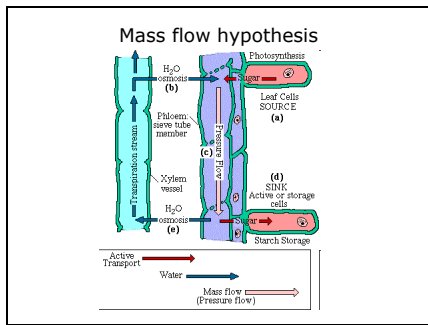 Mass flow hypothesis
Photosynthesis
H2O
osmosis
(b)
Sugar
Leaf Cells
SOURCE
(a)
Phloem:
sieve tube
member
(c)
Pressure Flow
Transpiration stream
Xylem
vessel
(d)
SINK
Active or storage
cells
H2O
osmosis
(e)
Sugar
Starch Storage
Active
Transport
Water
Mass flow
(Pressure flow)